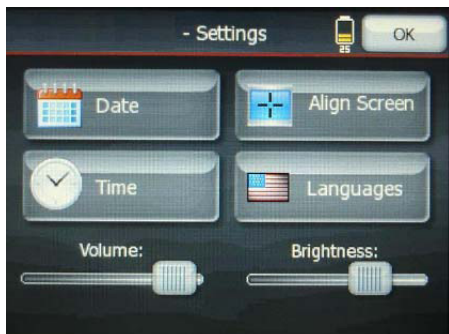 - Settings
25
OK
Date
Align Screen
Time
Languages
Volume:
Brightness: